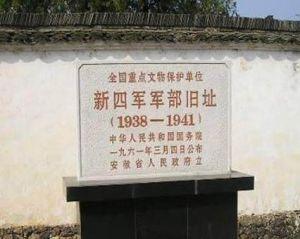 全国重点文物保护单位
新四军军部旧址
(1938—1941)
中华人民共和国国务院
一九六一年三月四日公布
安徽省人民政府立